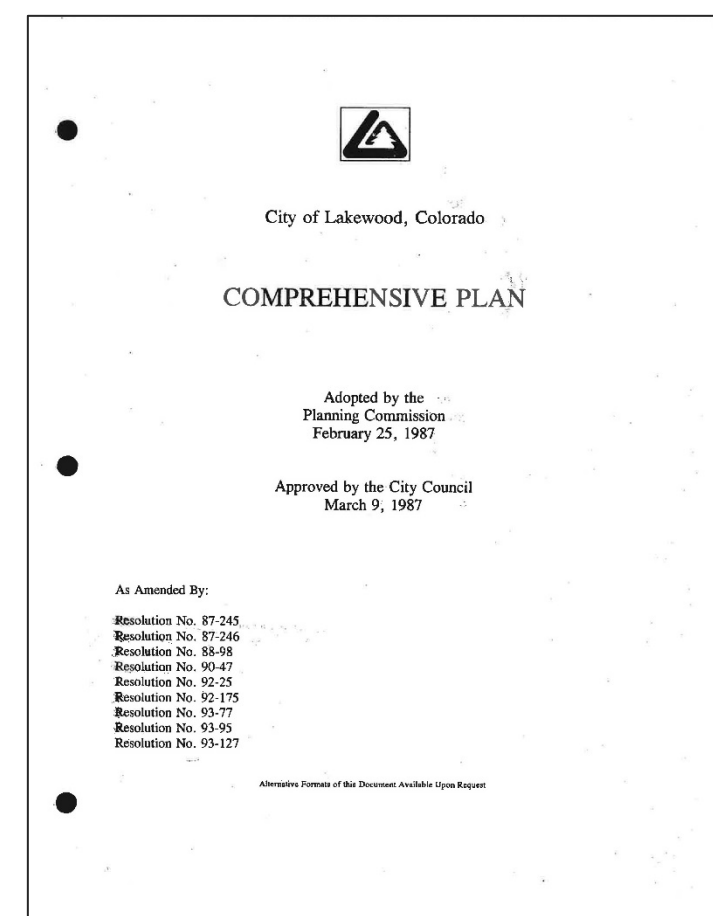 City of Lakewood, Colorado
COMPREHENSIVE PLAN
Adopted by the
Planning Commission
February 25, 1987
Approved by the City Council
March 9, 1987
As Amended By:
Resolution No. 87-245
Resolution No. 87-246
Resolution No. 88-98
Resolution No. 90-47
Resolution No. 92-25
Resolution No. 92-175
Resolution No. 93-77
Resolution No. 93-95
Resolution No. 93-127
Alternative Formats of this Document Available Upon Request